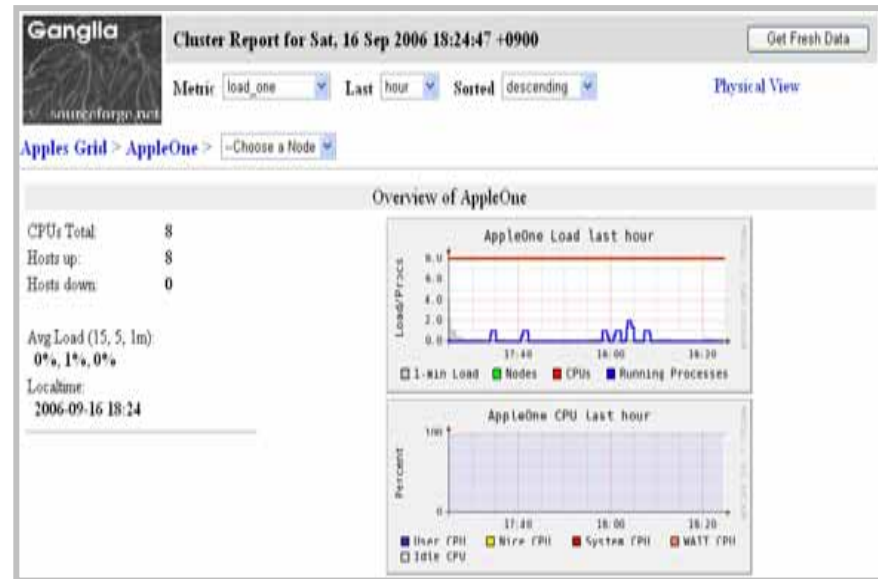 Ganglia
sourceforge.net
Cluster Report for Sat, 16 Sep 2006 18:24:47 +0900
Get Fresh Data
Metric load_one Last hour Sorted descending
Physical View
Apples Grid > AppleOne > --Choose a Node
Overview of AppleOne
CPUs Total: 8
Hosts up: 8
Hosts down: 0
Avg Load (15, 5, 1m):
0%, 1%, 0%
Localtime:
2006-09-16 18:24
AppleOne Load last hour
Load/Procs
8.0
6.0
4.0
2.0
0.0
17:40 18:00 18:20
1-min Load Nodes CPUs Running Processes
AppleOne CPU last hour
Percent
100
0
17:40 18:00 18:20
User CPU Nice CPU System CPU WAIT CPU
Idle CPU